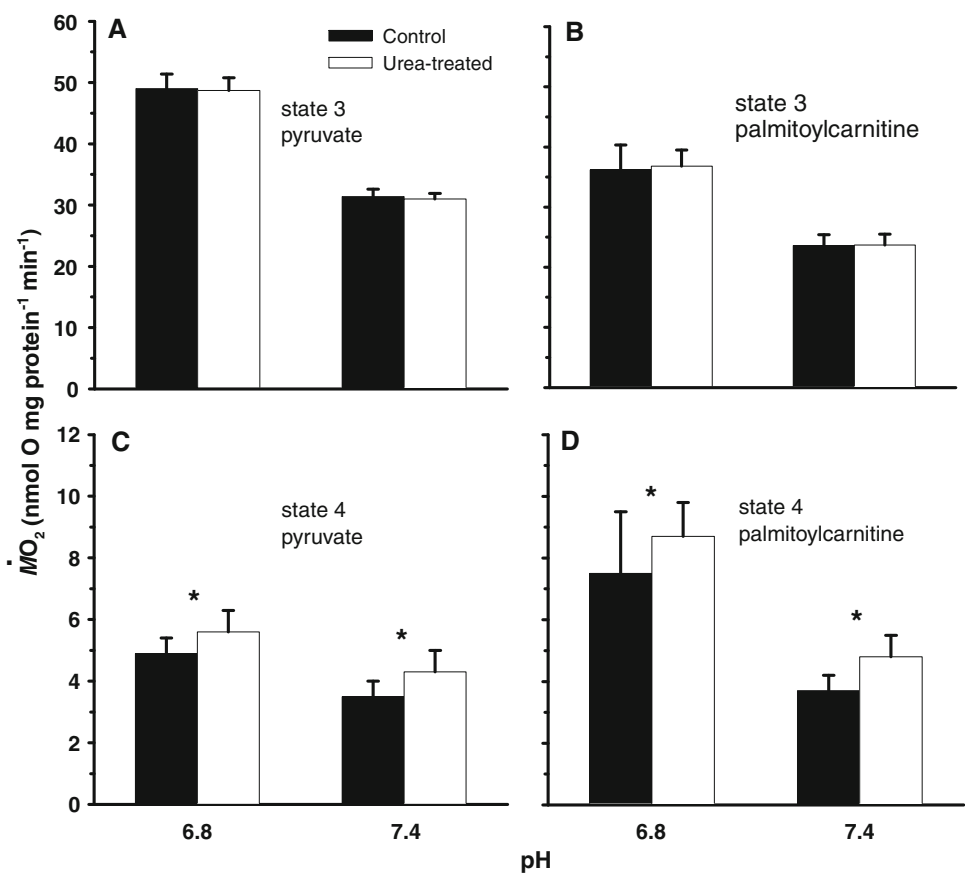 A
60
50
40
30
20
10
0
Control
Urea-treated
state 3
pyruvate
B
state 3
palmitoylcarnitine
ṀO₂ (nmol O mg protein⁻¹ min⁻¹)
C
12
10
8
6
4
2
0
state 4
pyruvate
*
*
6.8
7.4
D
state 4
palmitoylcarnitine
*
*
6.8
7.4
pH